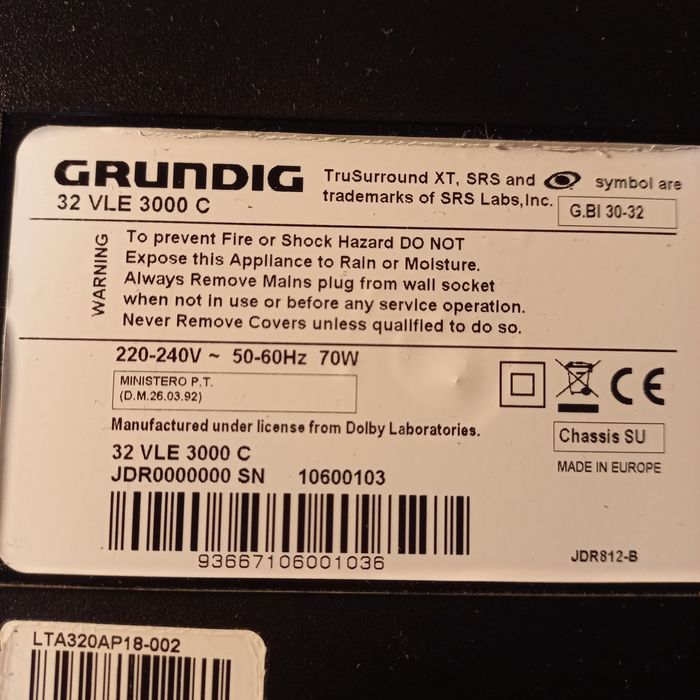 GRUNDIG
32 VLE 3000 C
TruSurround XT, SRS and symbol are
trademarks of SRS Labs,Inc.
G.BI 30-32
WARNING
To prevent Fire or Shock Hazard DO NOT
Expose this Appliance to Rain or Moisture.
Always Remove Mains plug from wall socket
when not in use or before any service operation.
Never Remove Covers unless qualified to do so.
220-240V ~ 50-60Hz 70W
MINISTERO P.T.
(D.M.26.03.92)
CE
Manufactured under license from Dolby Laboratories.
Chassis SU
32 VLE 3000 C
MADE IN EUROPE
JDR0000000 SN 10600103
93667106001036
JDR812-B
LTA320AP18-002